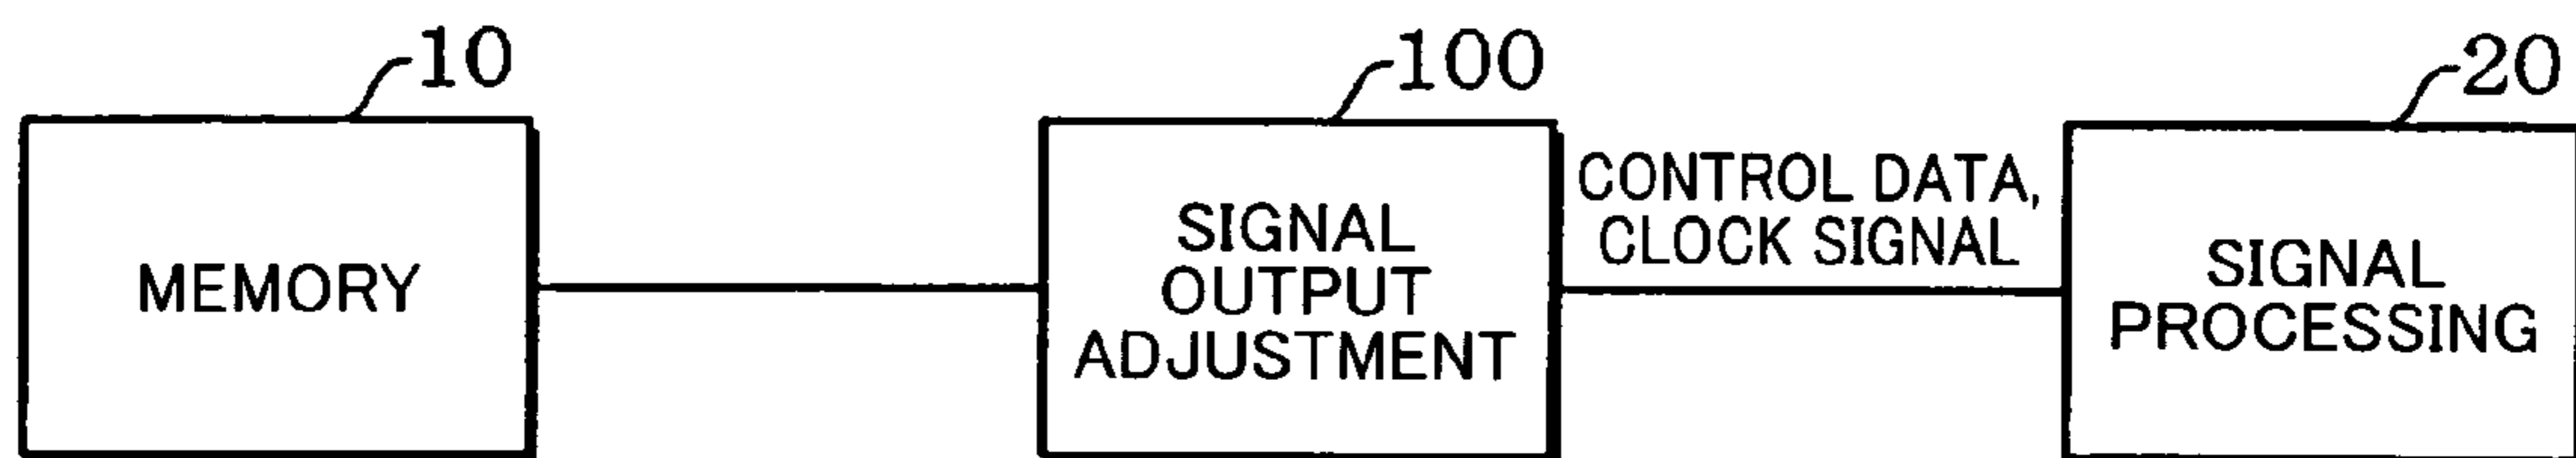 10
100
20
MEMORY
SIGNAL
OUTPUT
ADJUSTMENT
CONTROL DATA,
CLOCK SIGNAL
SIGNAL
PROCESSING